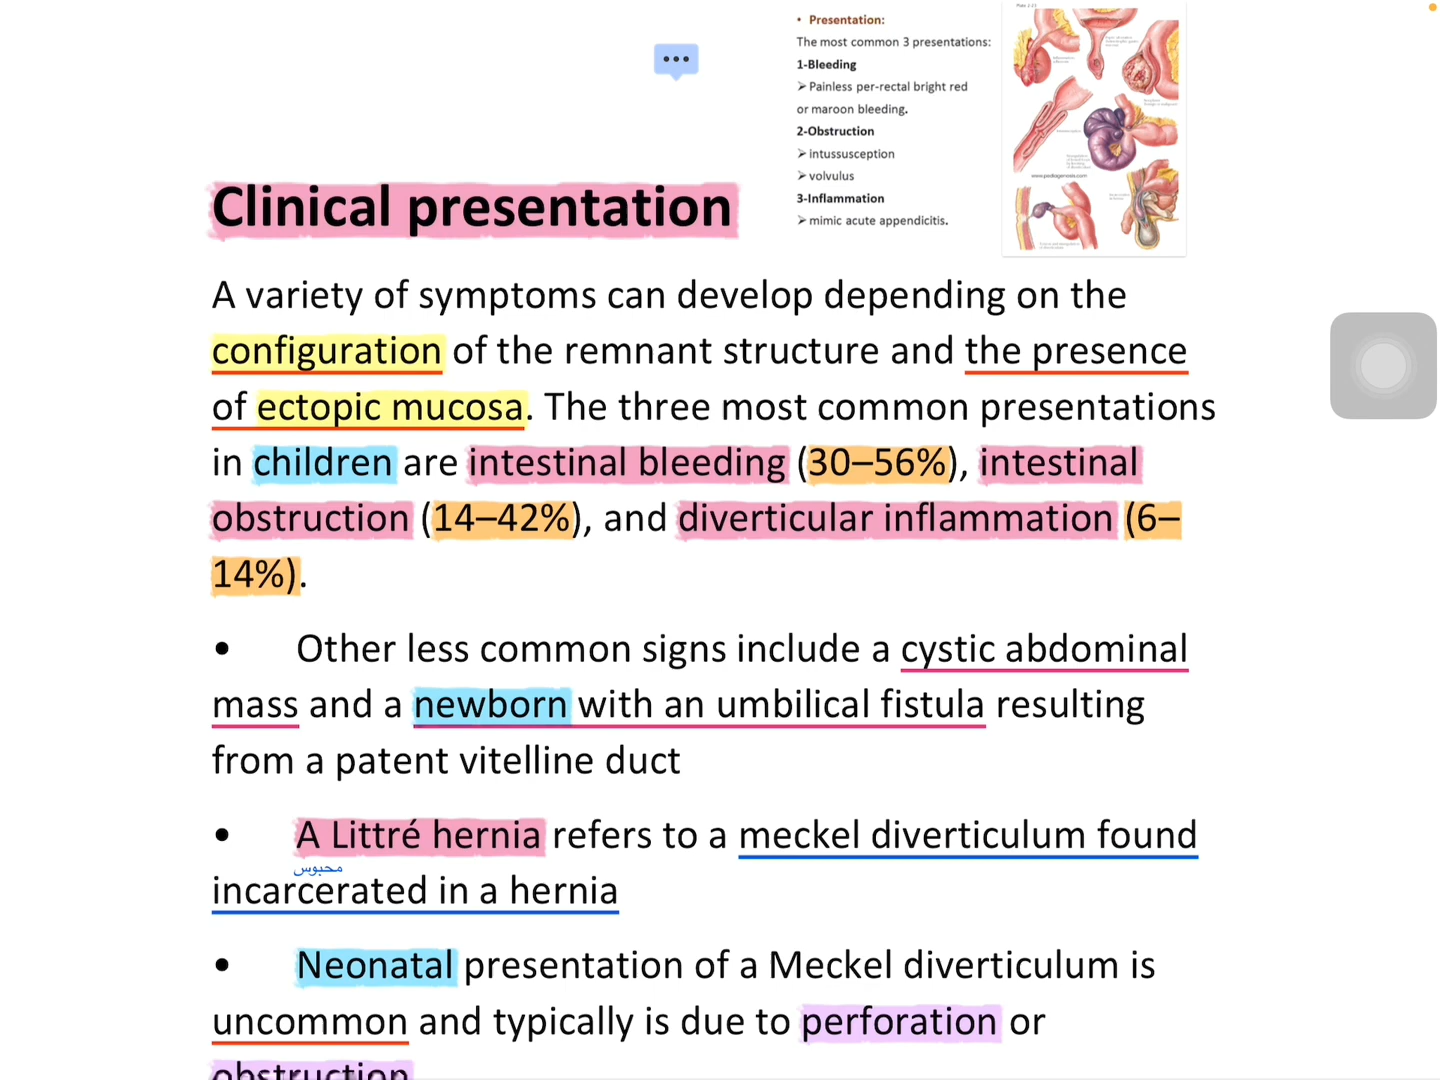 • Presentation:
The most common 3 presentations:
1-Bleeding
➢ Painless per-rectal bright red
or maroon bleeding.
2-Obstruction
➢ intussusception
➢ volvulus
3-Inflammation
➢ mimic acute appendicitis.
www.pediagenosis.com
Clinical presentation
A variety of symptoms can develop depending on the
configuration of the remnant structure and the presence
of ectopic mucosa. The three most common presentations
in children are intestinal bleeding (30–56%), intestinal
obstruction (14–42%), and diverticular inflammation (6–
14%).
• Other less common signs include a cystic abdominal
mass and a newborn with an umbilical fistula resulting
from a patent vitelline duct
• A Littré hernia refers to a meckel diverticulum found
محبوس
incarcerated in a hernia
• Neonatal presentation of a Meckel diverticulum is
uncommon and typically is due to perforation or
obstruction